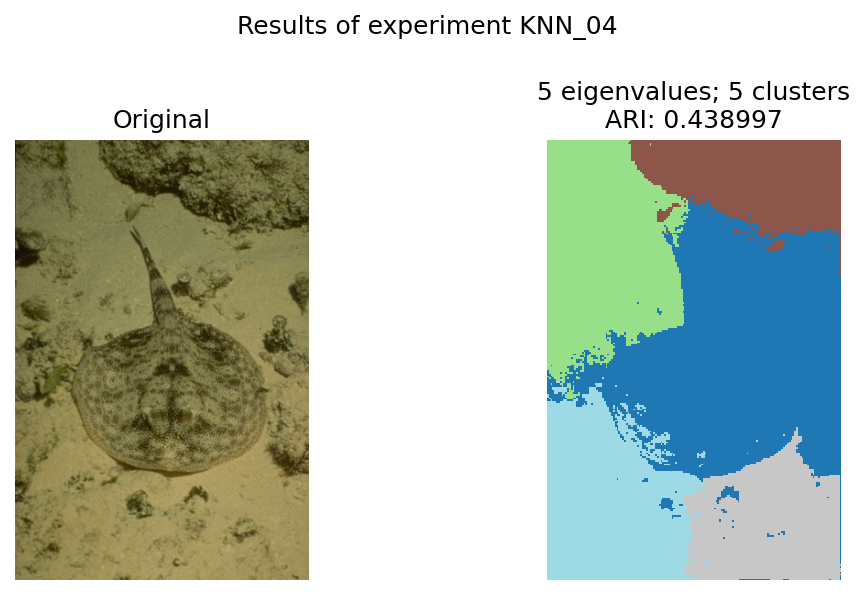 Results of experiment KNN_04
Original
5 eigenvalues; 5 clusters
ARI: 0.438997